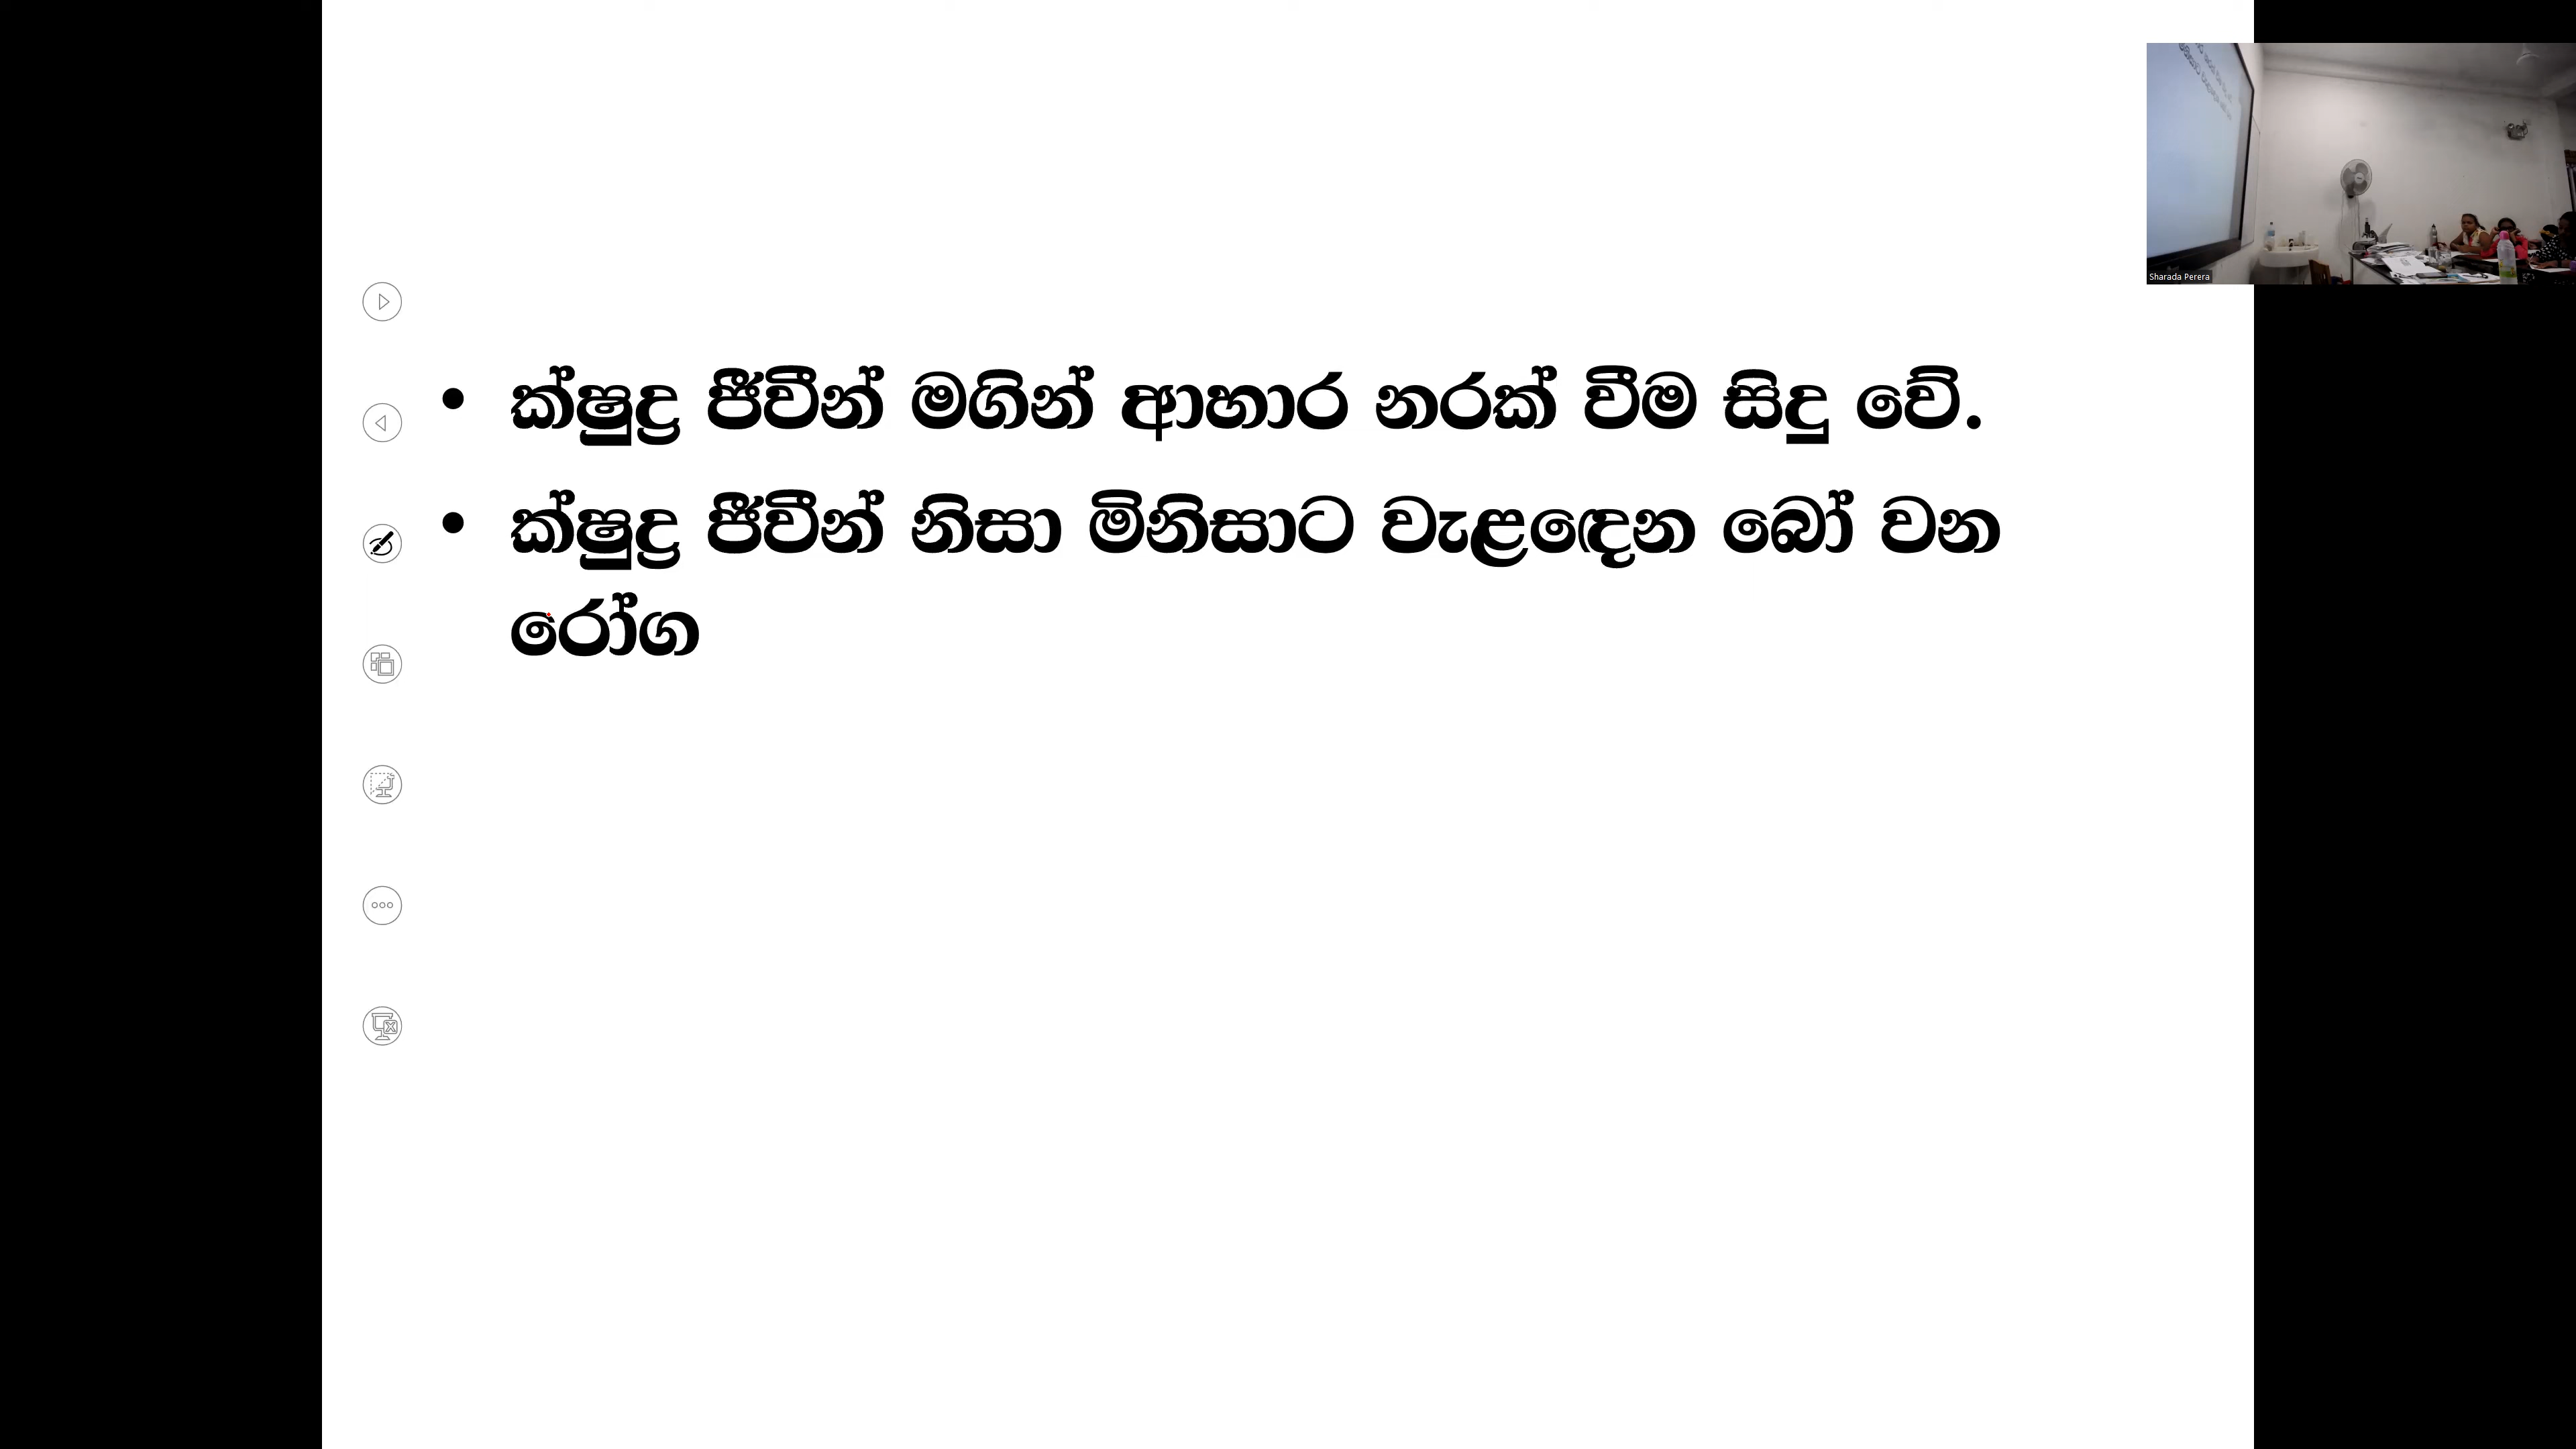 • ක්ෂුද්‍ර ජීවීන් මගින් ආහාර නරක් වීම සිදු වේ.
• ක්ෂුද්‍ර ජීවීන් නිසා මිනිසාට වැළඳෙන බෝ වන
රෝග
Sharada Perera